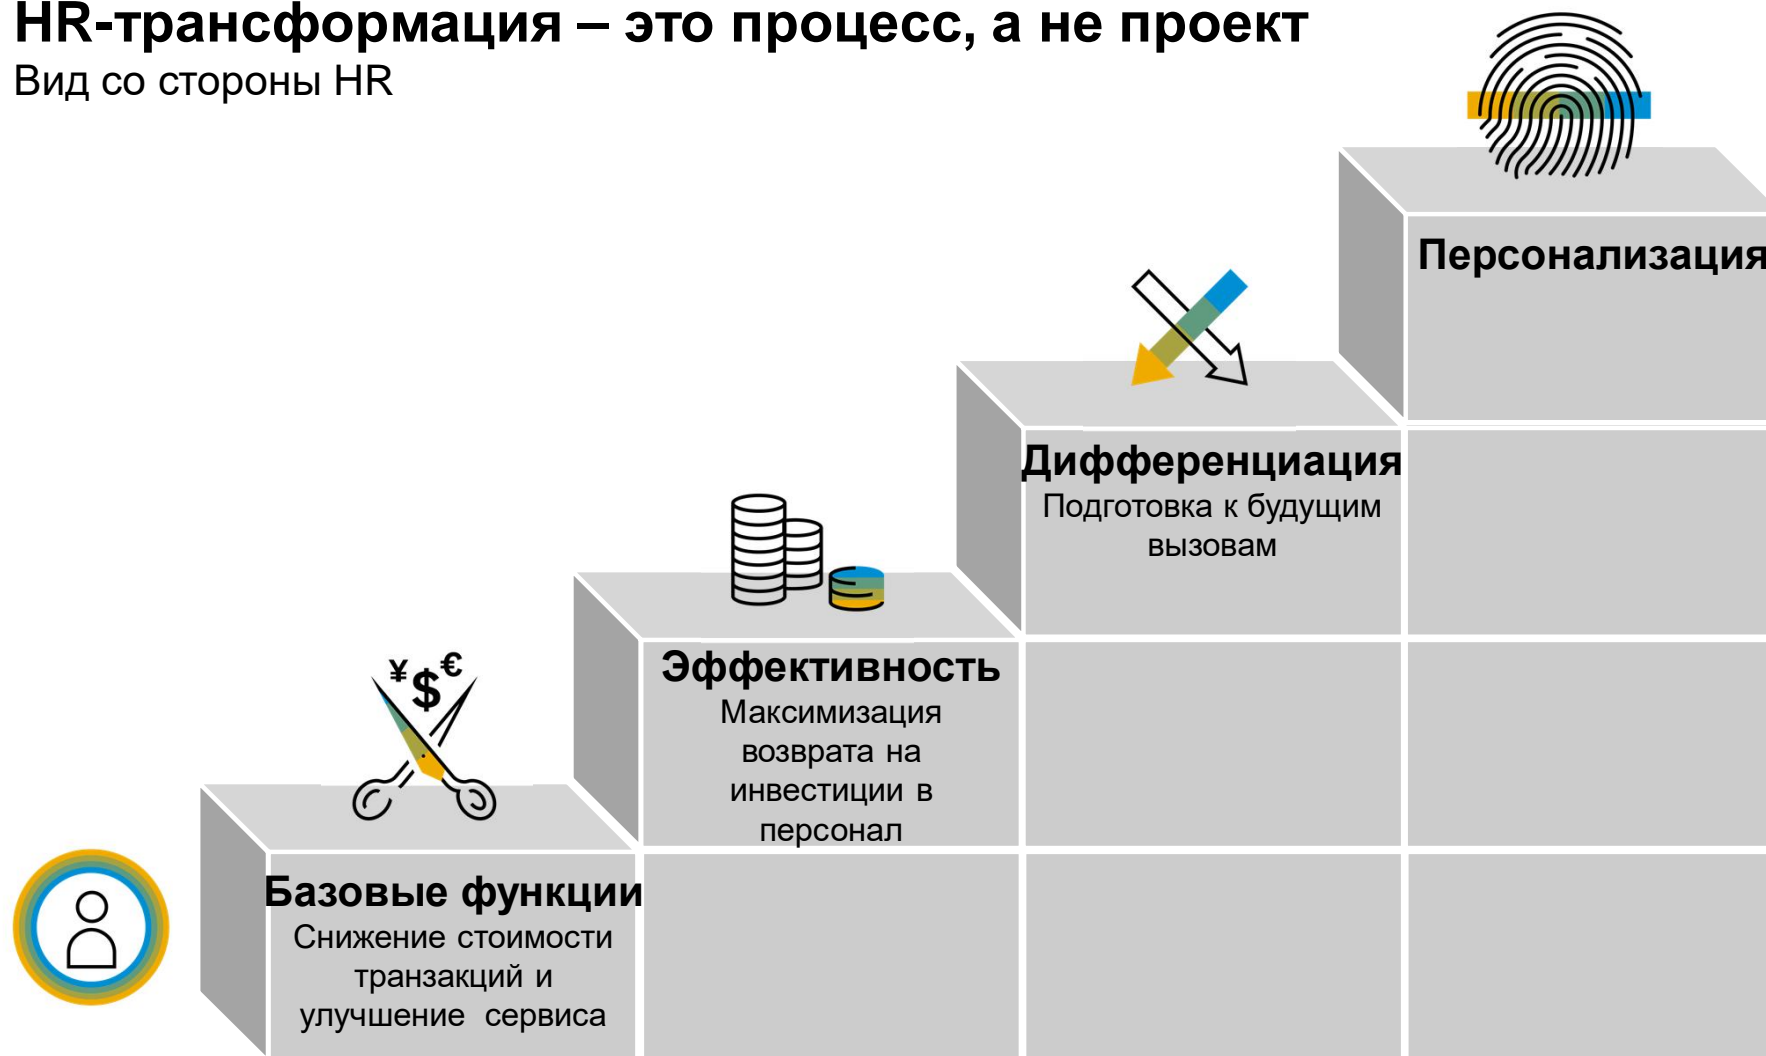 HR-трансформация – это процесс, а не проект
Вид со стороны HR
Персонализация
Дифференциация
Подготовка к будущим
вызовам
Эффективность
Максимизация
возврата на
инвестиции в
персонал
¥$€
Базовые функции
Снижение стоимости
транзакций и
улучшение сервиса